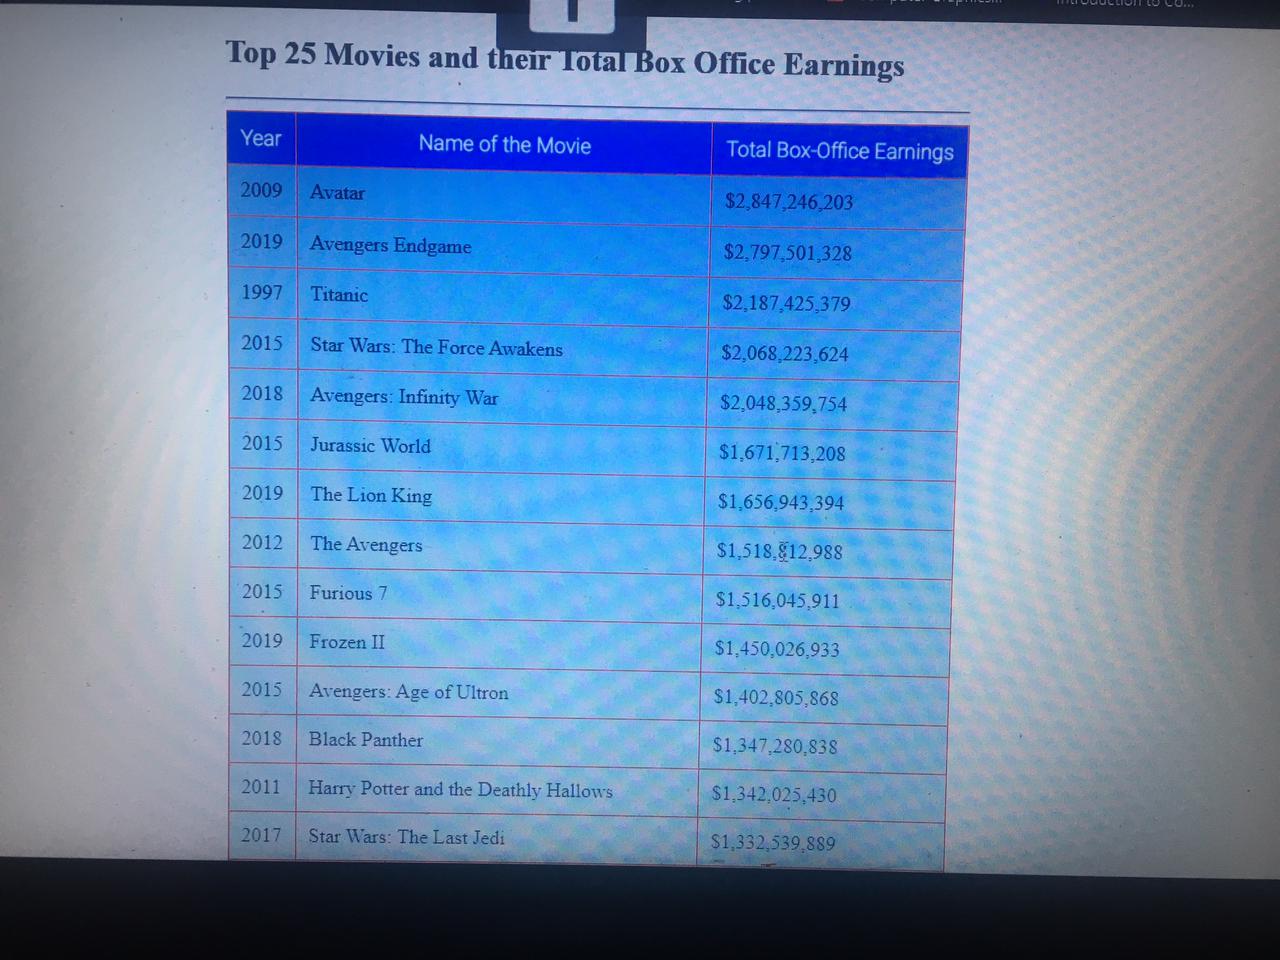 Top 25 Movies and their Total Box Office Earnings
Year Name of the Movie Total Box-Office Earnings
2009 Avatar $2,847,246,203
2019 Avengers Endgame $2,797,501,328
1997 Titanic $2,187,425,379
2015 Star Wars: The Force Awakens $2,068,223,624
2018 Avengers: Infinity War $2,048,359,754
2015 Jurassic World $1,671,713,208
2019 The Lion King $1,656,943,394
2012 The Avengers $1,518,812,988
2015 Furious 7 $1,516,045,911
2019 Frozen II $1,450,026,933
2015 Avengers: Age of Ultron $1,402,805,868
2018 Black Panther $1,347,280,838
2011 Harry Potter and the Deathly Hallows $1,342,025,430
2017 Star Wars: The Last Jedi $1,332,539,889